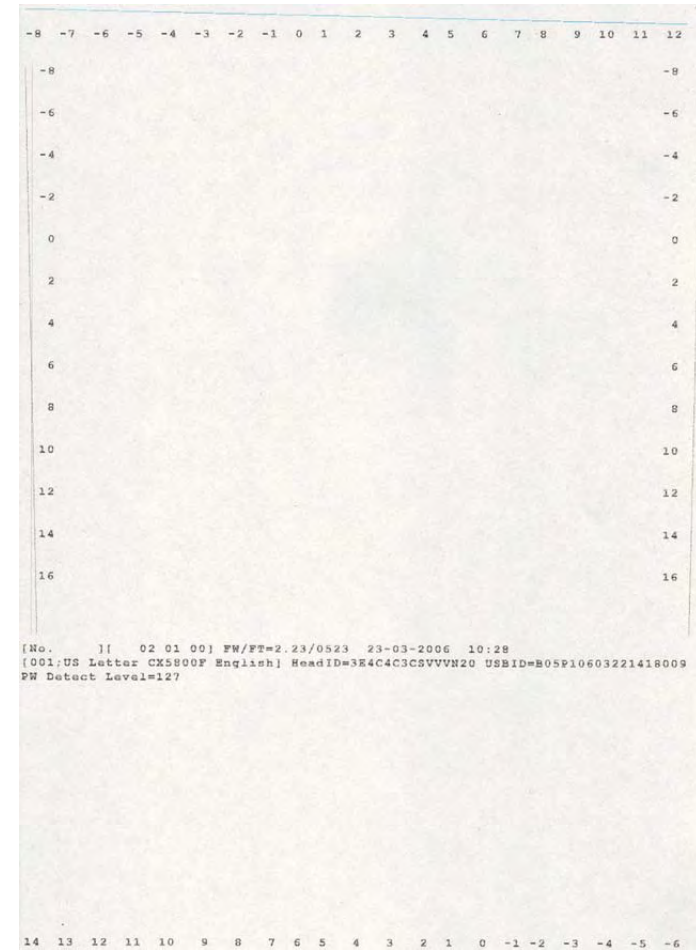 -8 -7 -6 -5 -4 -3 -2 -1 0 1 2 3 4 5 6 7 8 9 10 11 12
-8 -8
-6 -6
-4 -4
-2 -2
0 0
2 2
4 4
6 6
8 8
10 10
12 12
14 14
16 16
[No. ][ 02 01 00] FW/FT=2.23/0523 23-03-2006 10:28
[001;US Letter CX5800F English] HeadID=3E4C4C3CSVVVN20 USBID=B05P10603221418009
PW Detect Level=127
14 13 12 11 10 9 8 7 6 5 4 3 2 1 0 -1 -2 -3 -4 -5 -6